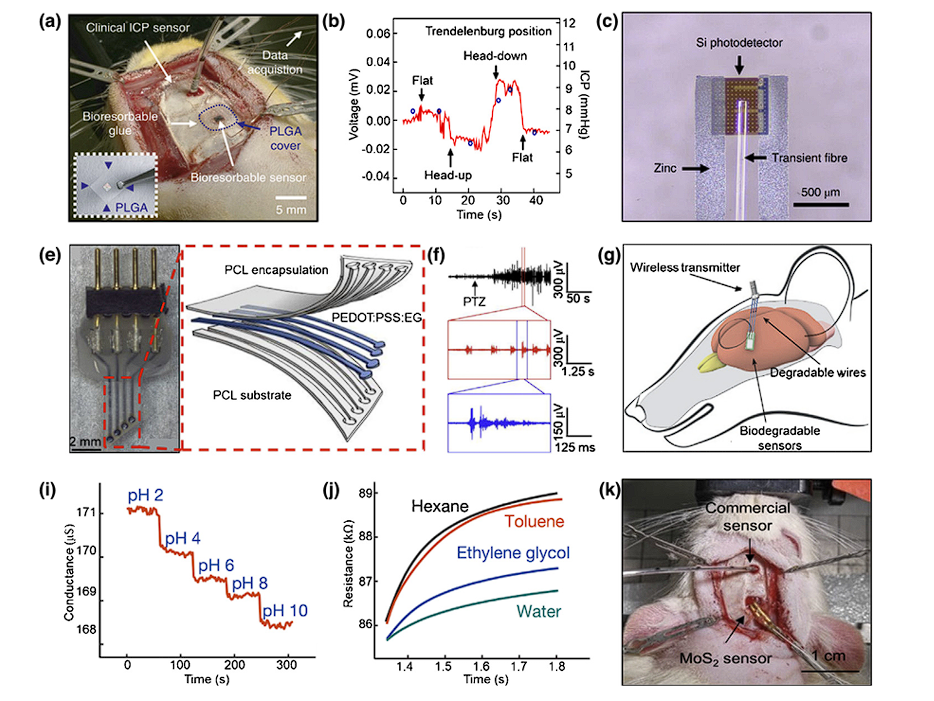 (a)
Clinical ICP sensor
Data
acquistion
Bioresorbable
glue
PLGA
cover
Bioresorbable sensor
PLGA
5 mm
(b)
Trendelenburg position
Head-down
Flat
Head-up
Flat
0.06
0.04
0.02
0.00
-0.02
-0.04
Voltage (mV)
12
11
10
9
8
7
6
5
ICP (mmHg)
0 10 20 30 40
Time (s)
(c)
Si photodetector
Zinc
Transient fibre
500 μm
(e)
2 mm
PCL encapsulation
PEDOT:PSS:EG
PCL substrate
(f)
PTZ
300 μV
50 s
300 μV
1.25 s
150 μV
125 ms
(g)
Wireless transmitter
Degradable wires
Biodegradable
sensors
(i)
pH 2
pH 4
pH 6
pH 8
pH 10
171
170
169
168
Conductance (μS)
0 100 200 300
Time (s)
(j)
Hexane
Toluene
Ethylene glycol
Water
89
88
87
86
Resistance (kΩ)
1.4 1.5 1.6 1.7 1.8
Time (s)
(k)
Commercial
sensor
MoS₂ sensor
1 cm